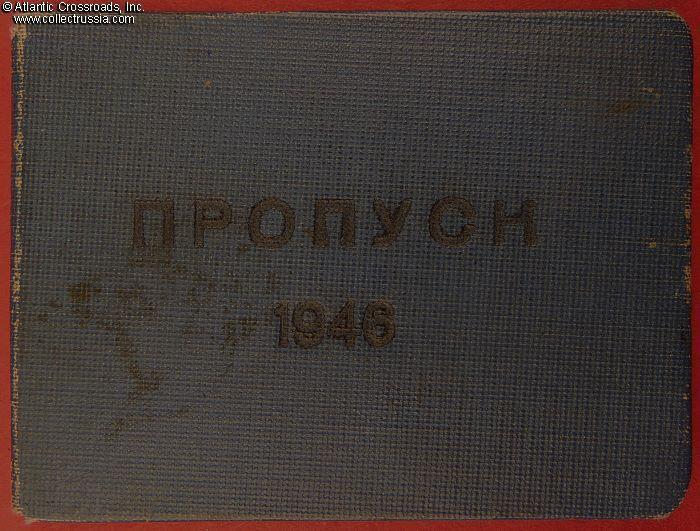 © Atlantic Crossroads, Inc.
www.collectrussia.com
ПРОПУСК
1946